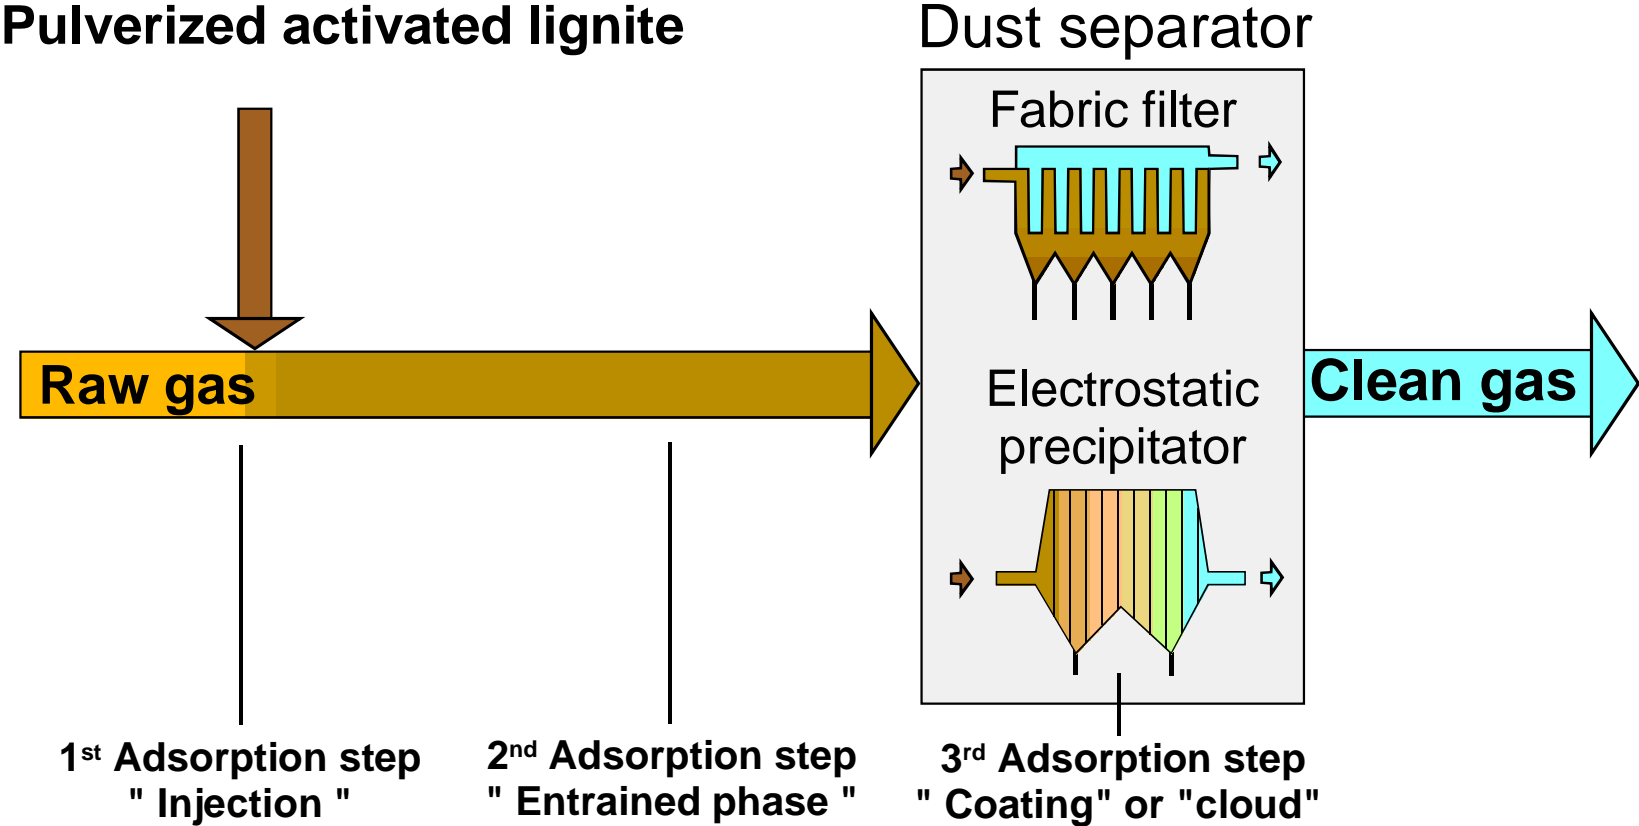 Pulverized activated lignite
Dust separator
Fabric filter
Raw gas
Electrostatic
precipitator
Clean gas
1st Adsorption step
" Injection "
2nd Adsorption step
" Entrained phase "
3rd Adsorption step
" Coating" or "cloud"